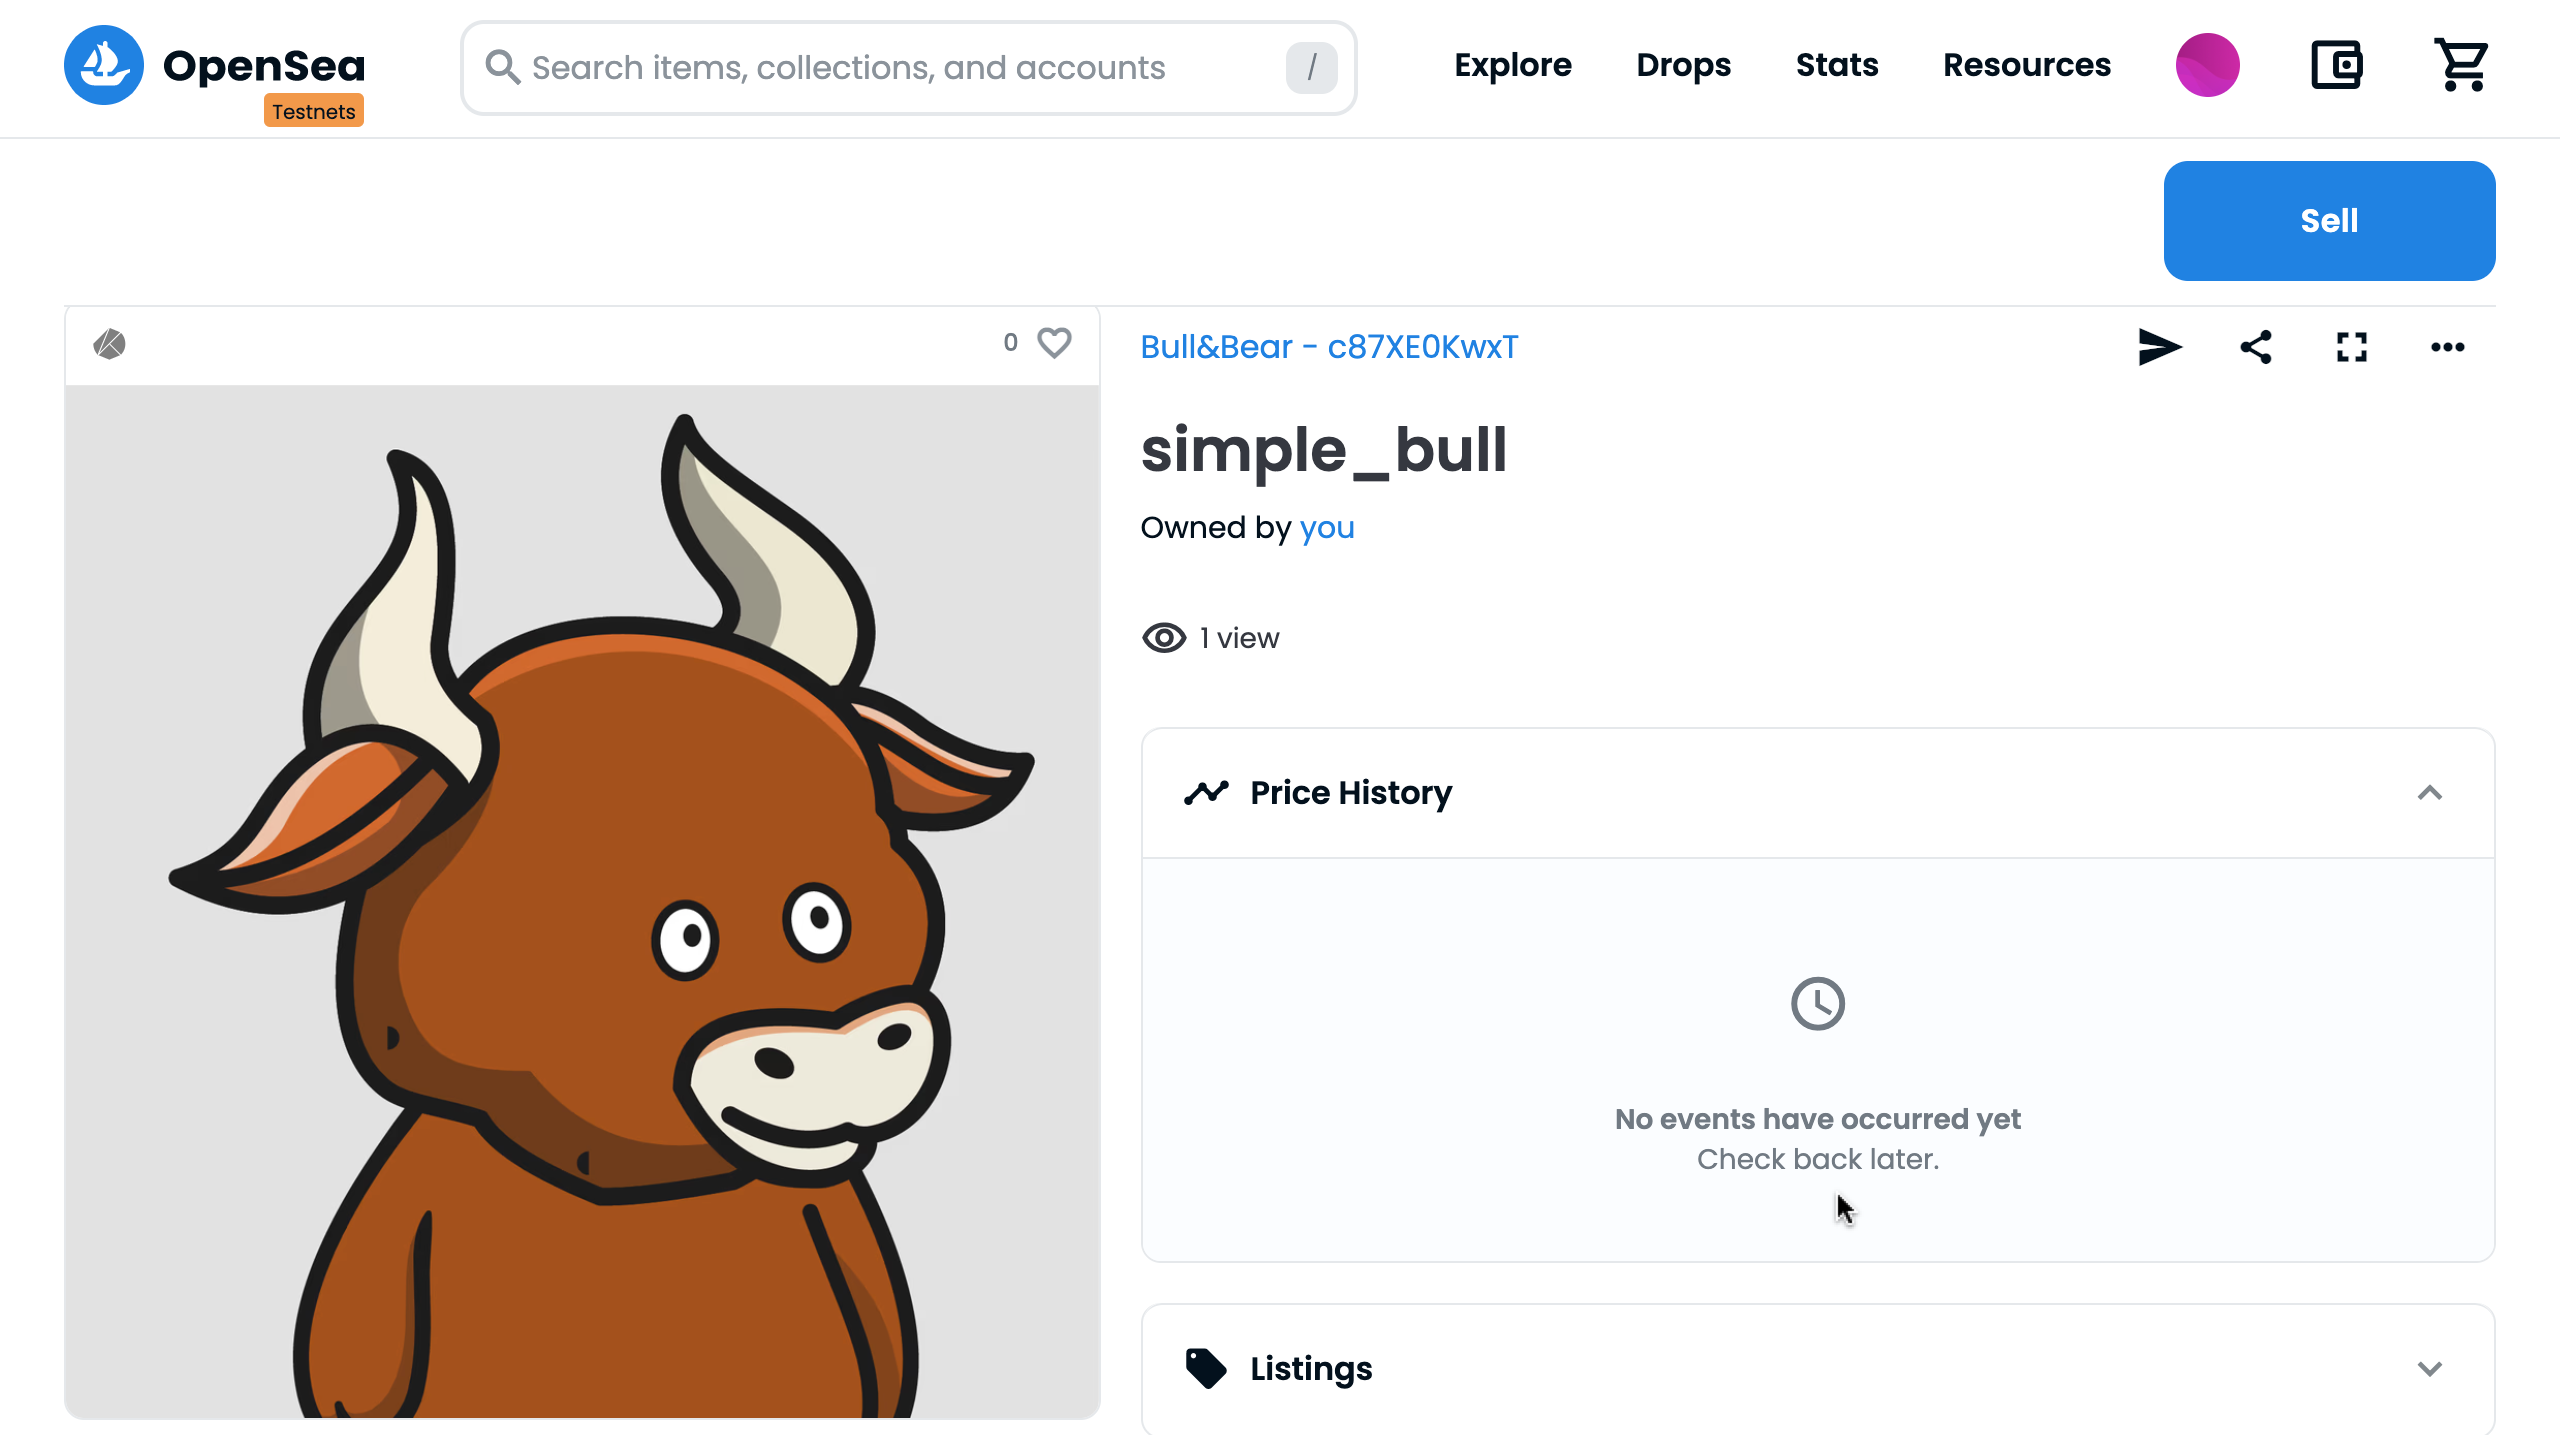 OpenSea
Testnets
Search items, collections, and accounts
/
Explore
Drops
Stats
Resources
Sell
0
Bull&Bear - c87XE0KwxT
simple_bull
Owned by you
1 view
Price History
No events have occurred yet
Check back later.
Listings